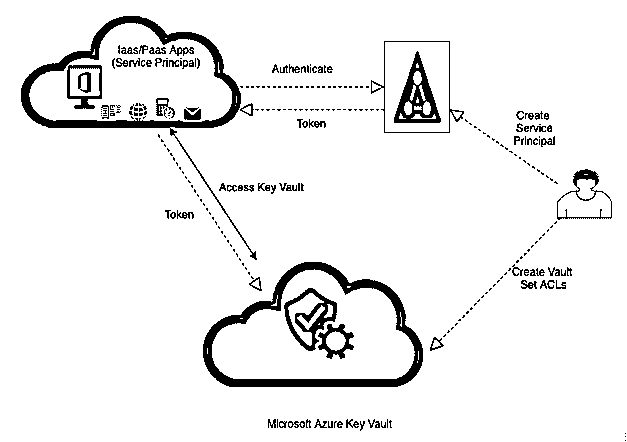 Iaas/Paas Apps
(Service Principal)
Authenticate
Token
Create
Service
Principal
Access Key Vault
Token
Create Vault
Set ACLs
Microsoft Azure Key Vault